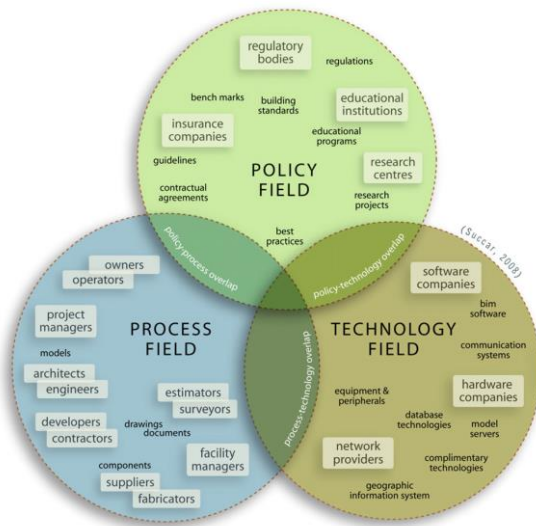 regulatory
bodies
regulations
bench marks
building
standards
educational
institutions
insurance
companies
educational
programs
guidelines
POLICY
FIELD
research
centres
contractual
agreements
research
projects
best
practices
policy-process overlap
policy-technology overlap
(Succar, 2008)
owners
operators
project
managers
PROCESS
FIELD
models
architects
engineers
estimators
surveyors
developers
contractors
drawings
documents
facility
managers
components
suppliers
fabricators
process-technology overlap
software
companies
bim
software
TECHNOLOGY
FIELD
communication
systems
equipment &
peripherals
hardware
companies
database
technologies
model
servers
network
providers
complimentary
technologies
geographic
information system